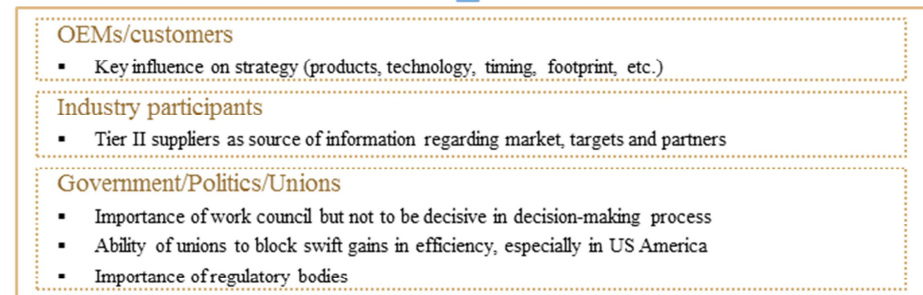 OEMs/customers
▪ Key influence on strategy (products, technology, timing, footprint, etc.)
Industry participants
▪ Tier II suppliers as source of information regarding market, targets and partners
Government/Politics/Unions
▪ Importance of work council but not to be decisive in decision-making process
▪ Ability of unions to block swift gains in efficiency, especially in US America
▪ Importance of regulatory bodies